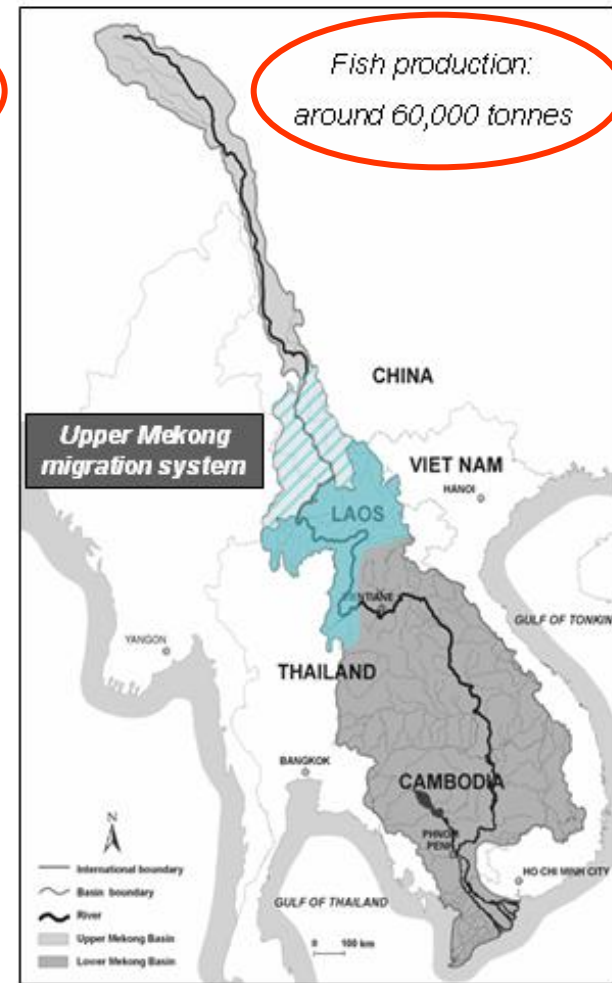 Fish production:
around 60,000 tonnes
CHINA
Upper Mekong
migration system
VIET NAM
HANOI
LAOS
GULF OF TONKIN
YANGON
THAILAND
BANGKOK
CAMBODIA
PHNOM
PENH
HO CHI MINH CITY
GULF OF THAILAND
N
International boundary
Basin boundary
River
Upper Mekong Basin
Lower Mekong Basin
0 100 km